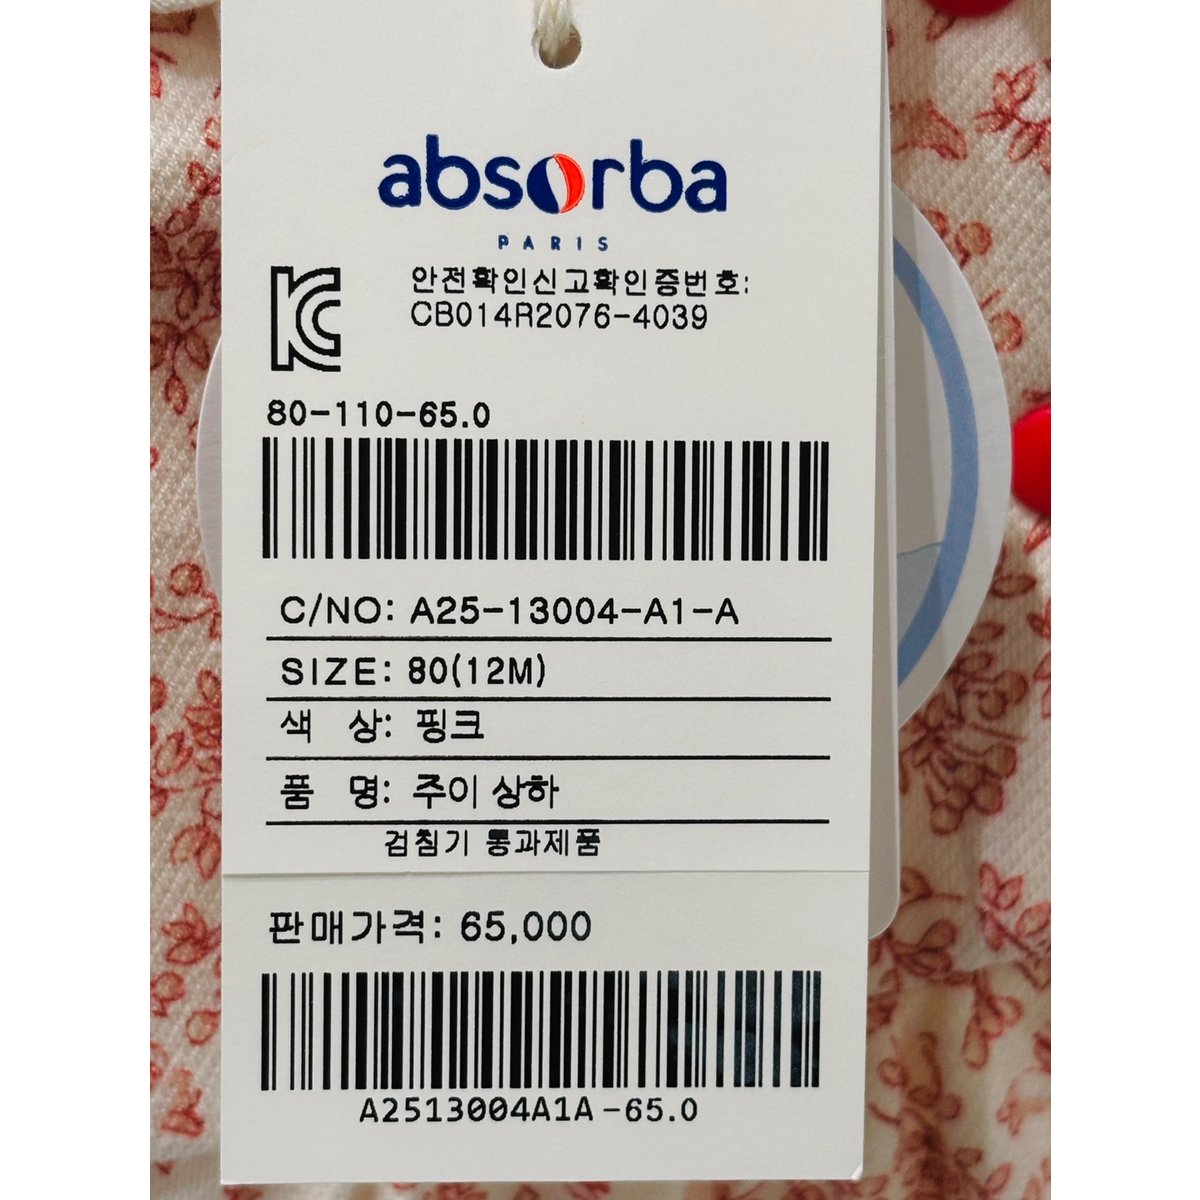 absorba
PARIS
안전확인신고확인증번호:
CB014R2076-4039
80-110-65.0
C/NO: A25-13004-A1-A
SIZE: 80(12M)
색 상: 핑크
품 명: 주이 상하
검침기 통과제품
판매가격: 65,000
A2513004A1A-65.0